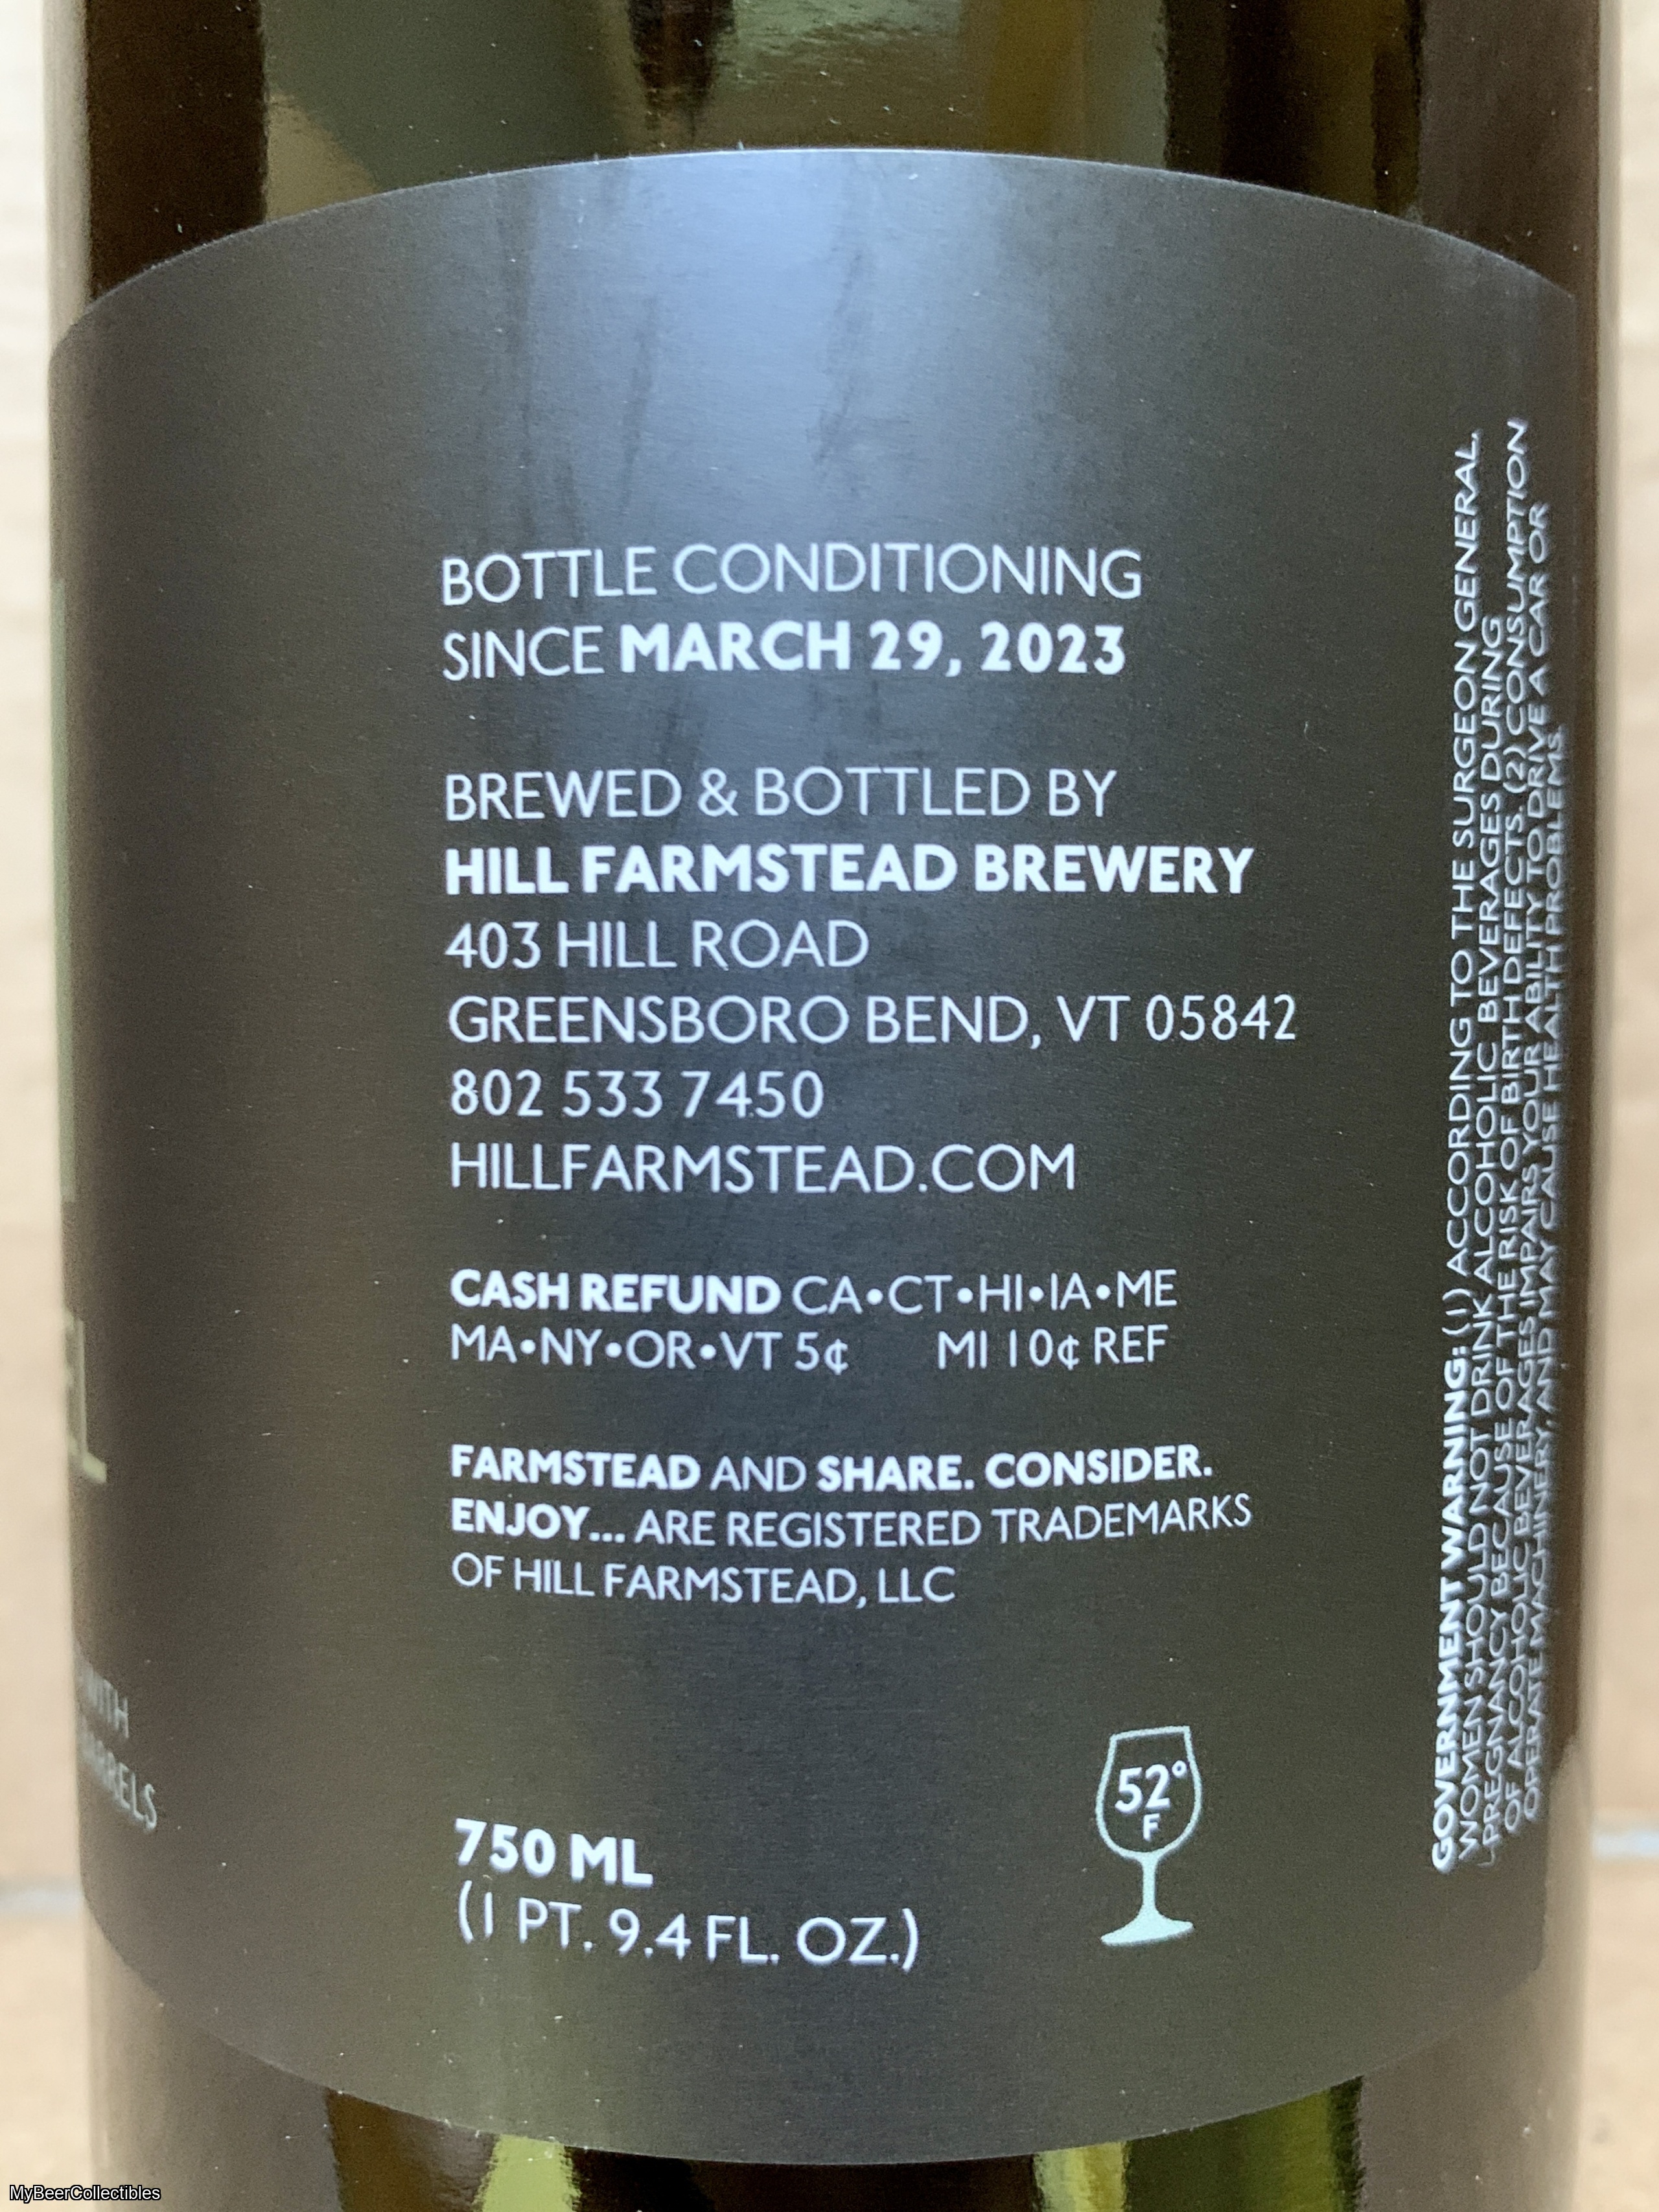 BOTTLE CONDITIONING
SINCE MARCH 29, 2023
BREWED & BOTTLED BY
HILL FARMSTEAD BREWERY
403 HILL ROAD
GREENSBORO BEND, VT 05842
802 533 7450
HILLFARMSTEAD.COM
CASH REFUND CA•CT•HI•IA•ME
MA•NY•OR•VT 5¢ MI 10¢ REF
FARMSTEAD AND SHARE. CONSIDER.
ENJOY... ARE REGISTERED TRADEMARKS
OF HILL FARMSTEAD, LLC
750 ML
(1 PT. 9.4 FL. OZ.)
52°
F
GOVERNMENT WARNING: (1) ACCORDING TO THE SURGEON GENERAL,
WOMEN SHOULD NOT DRINK ALCOHOLIC BEVERAGES DURING
PREGNANCY BECAUSE OF THE RISK OF BIRTH DEFECTS. (2) CONSUMPTION
OF ALCOHOLIC BEVERAGES IMPAIRS YOUR ABILITY TO DRIVE A CAR OR
OPERATE MACHINERY, AND MAY CAUSE HEALTH PROBLEMS.
WITH
MyBeerCollectibles